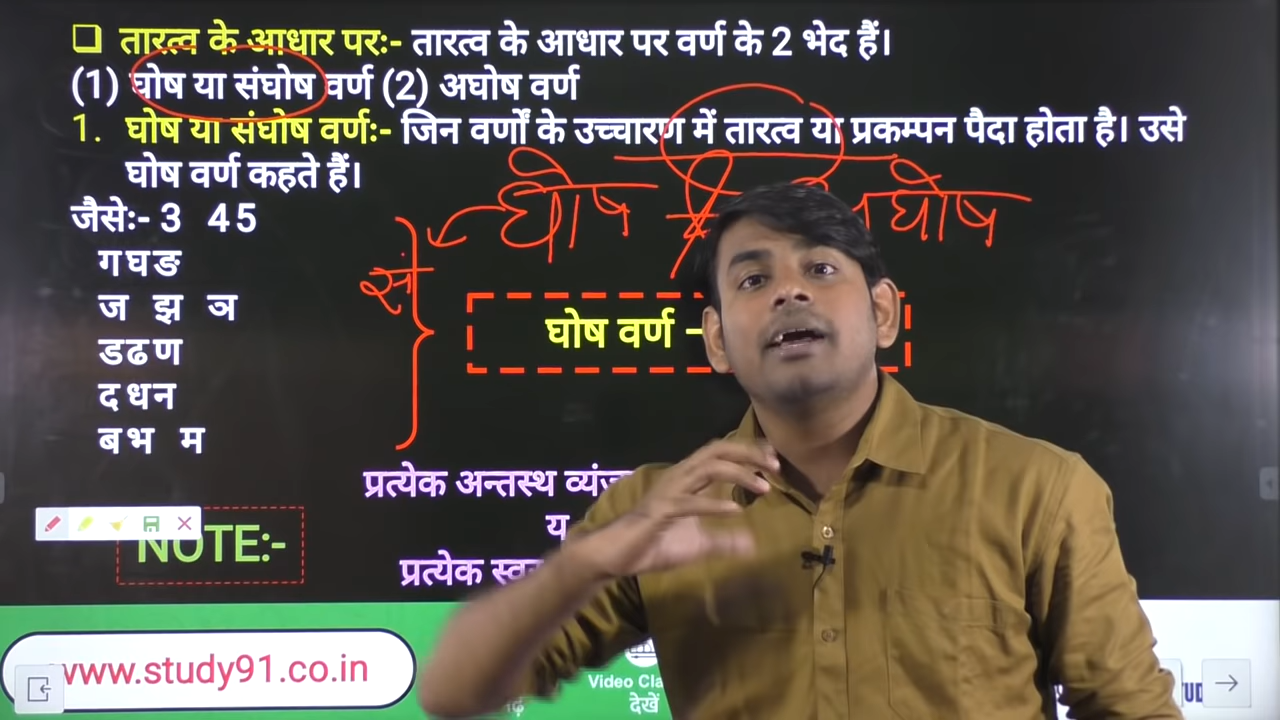 ❑ तारत्व के आधार परः- तारत्व के आधार पर वर्ण के 2 भेद हैं।
(1) घोष या संघोष वर्ण (2) अघोष वर्ण
1. घोष या संघोष वर्णः- जिन वर्णों के उच्चारण में तारत्व या प्रकम्पन पैदा होता है। उसे
घोष वर्ण कहते हैं।
घोष घोष
जैसेः- 3 4 5
ग घ ङ
सं
ज झ ञ
घोष वर्ण -
ड ढ ण
द ध न
ब भ म
प्रत्येक अन्तस्थ
NOTE:-
य
प्रत्येक
www.study91.co.in
Video
देखें